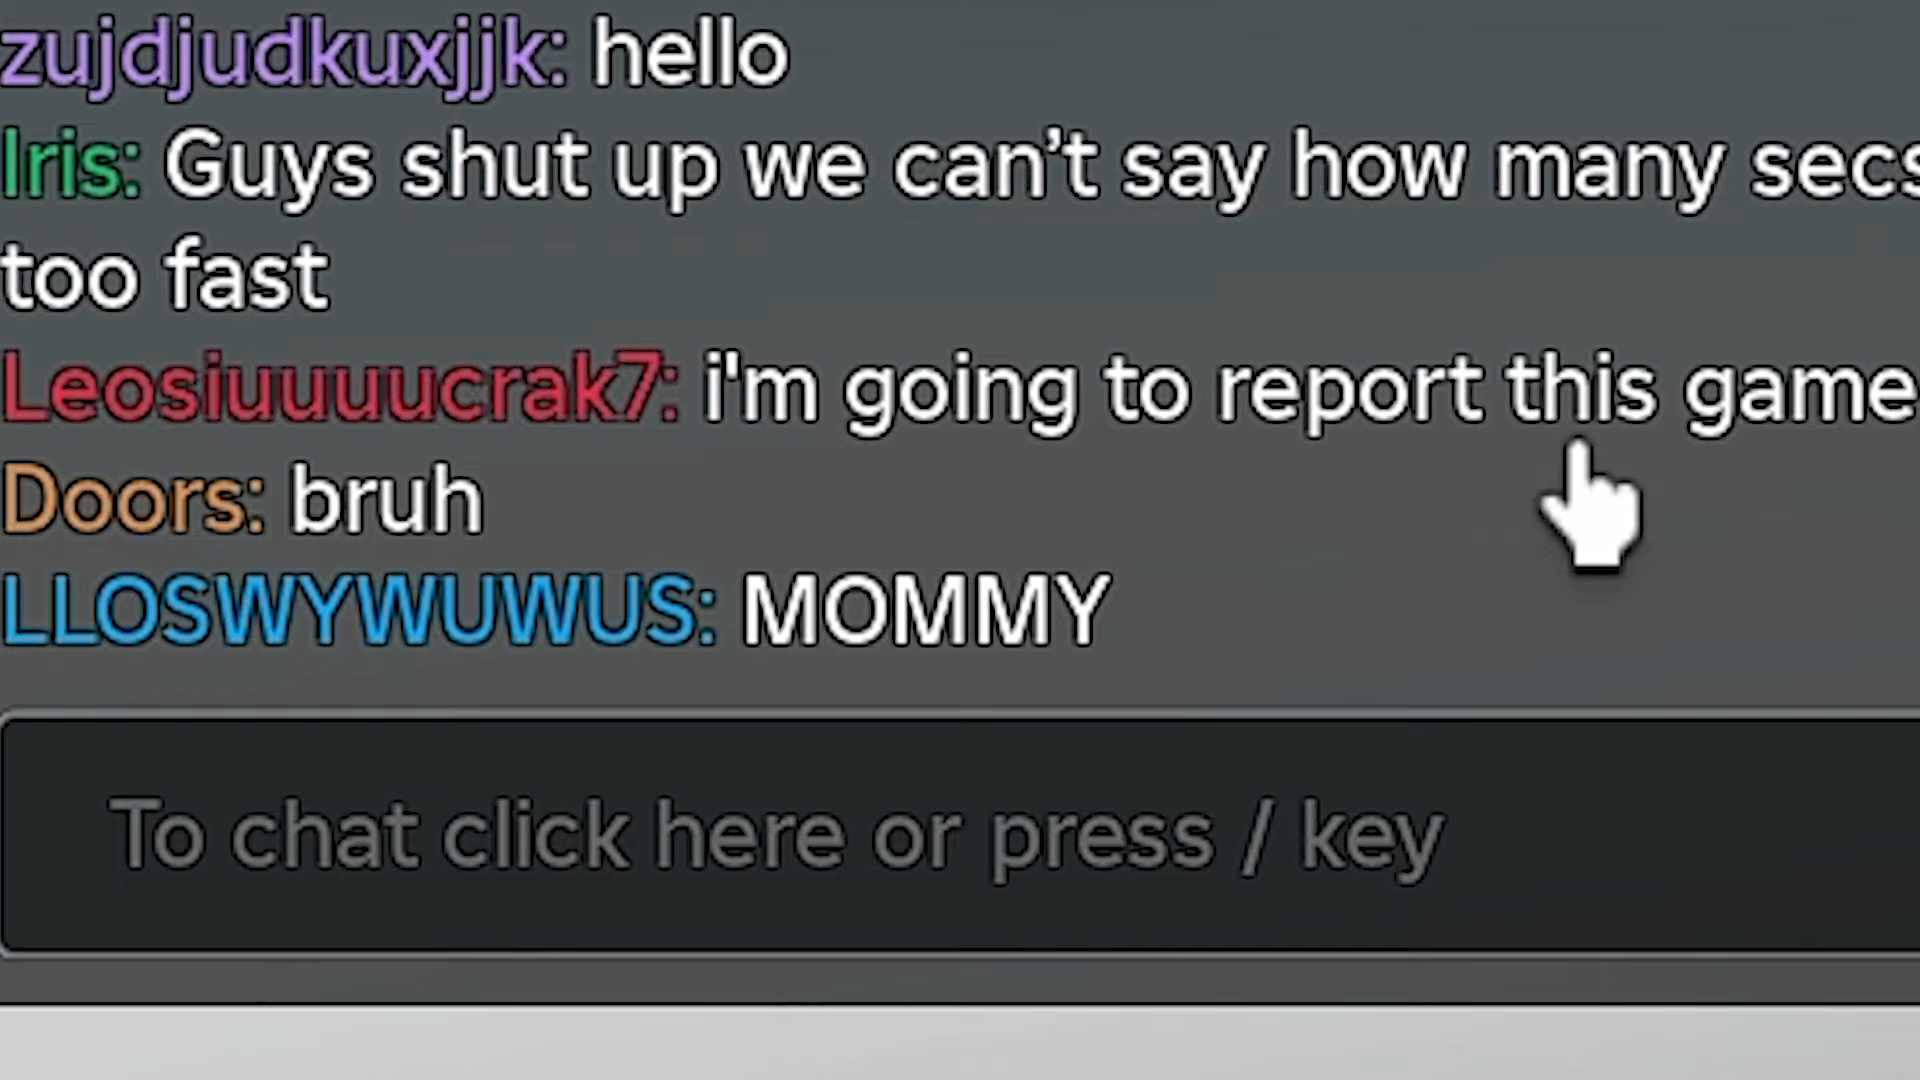 zujdjudkuxjjk: hello
Iris: Guys shut up we can’t say how many secs
too fast
Leosiuuuucrak7: i'm going to report this game
Doors: bruh
LLOSWYWUWUS: MOMMY
To chat click here or press / key